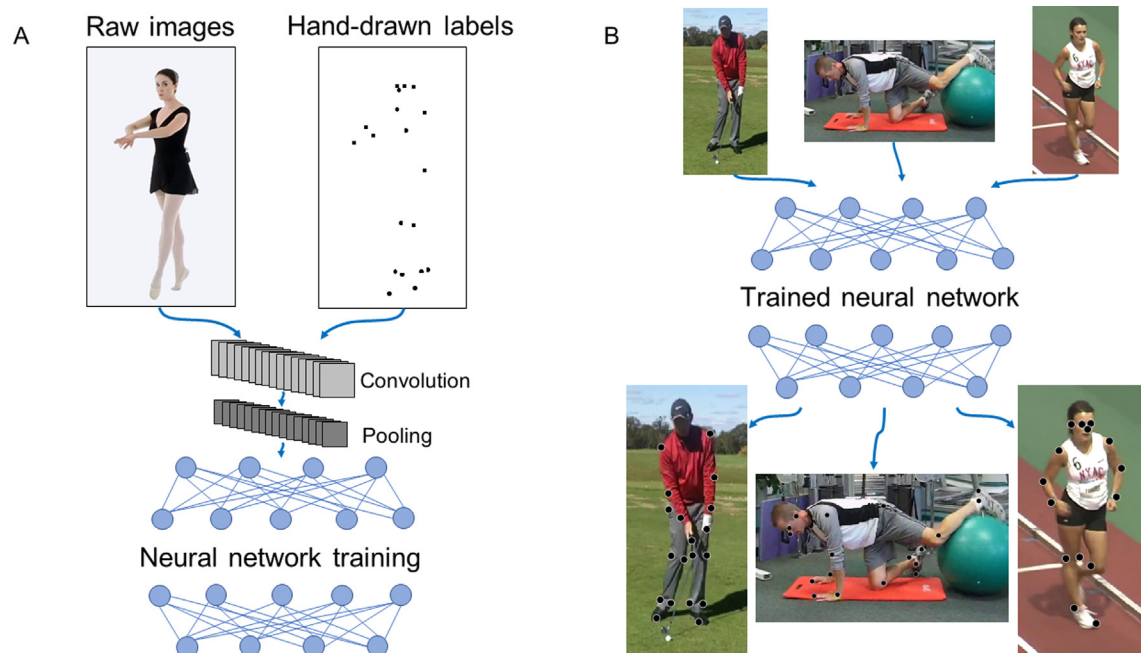 A
Raw images
Hand-drawn labels
Convolution
Pooling
Neural network training
B
6
NYAC
Trained neural network
6
NYAC